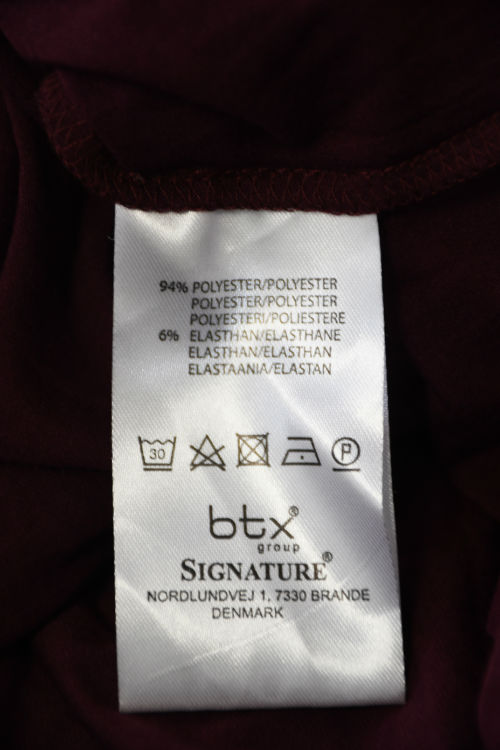 94% POLYESTER/POLYESTER
POLYESTER/POLYESTER
POLYESTERI/POLIESTERE
6% ELASTHAN/ELASTHANE
ELASTHAN/ELASTHAN
ELASTAANIA/ELASTAN
30 P
btx®
group
SIGNATURE®
NORDLUNDVEJ 1, 7330 BRANDE
DENMARK